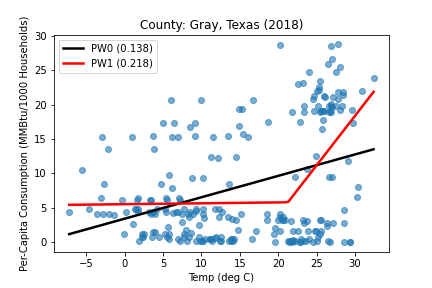 County: Gray, Texas (2018)
PW0 (0.138)
PW1 (0.218)
Per-Capita Consumption (MMBtu/1000 Households)
30
25
20
15
10
5
0
−5 0 5 10 15 20 25 30
Temp (deg C)